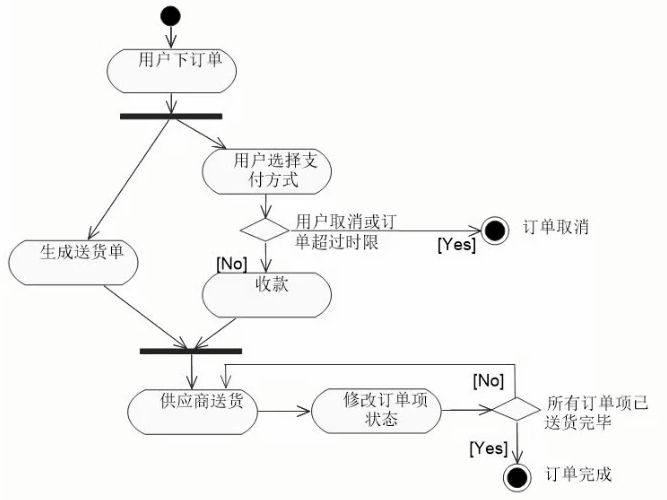 用户下订单
用户选择支
付方式
用户取消或订
单超过时限
[Yes]
订单取消
生成送货单
[No]
收款
供应商送货
修改订单项
状态
[No]
所有订单项已
送货完毕
[Yes]
订单完成